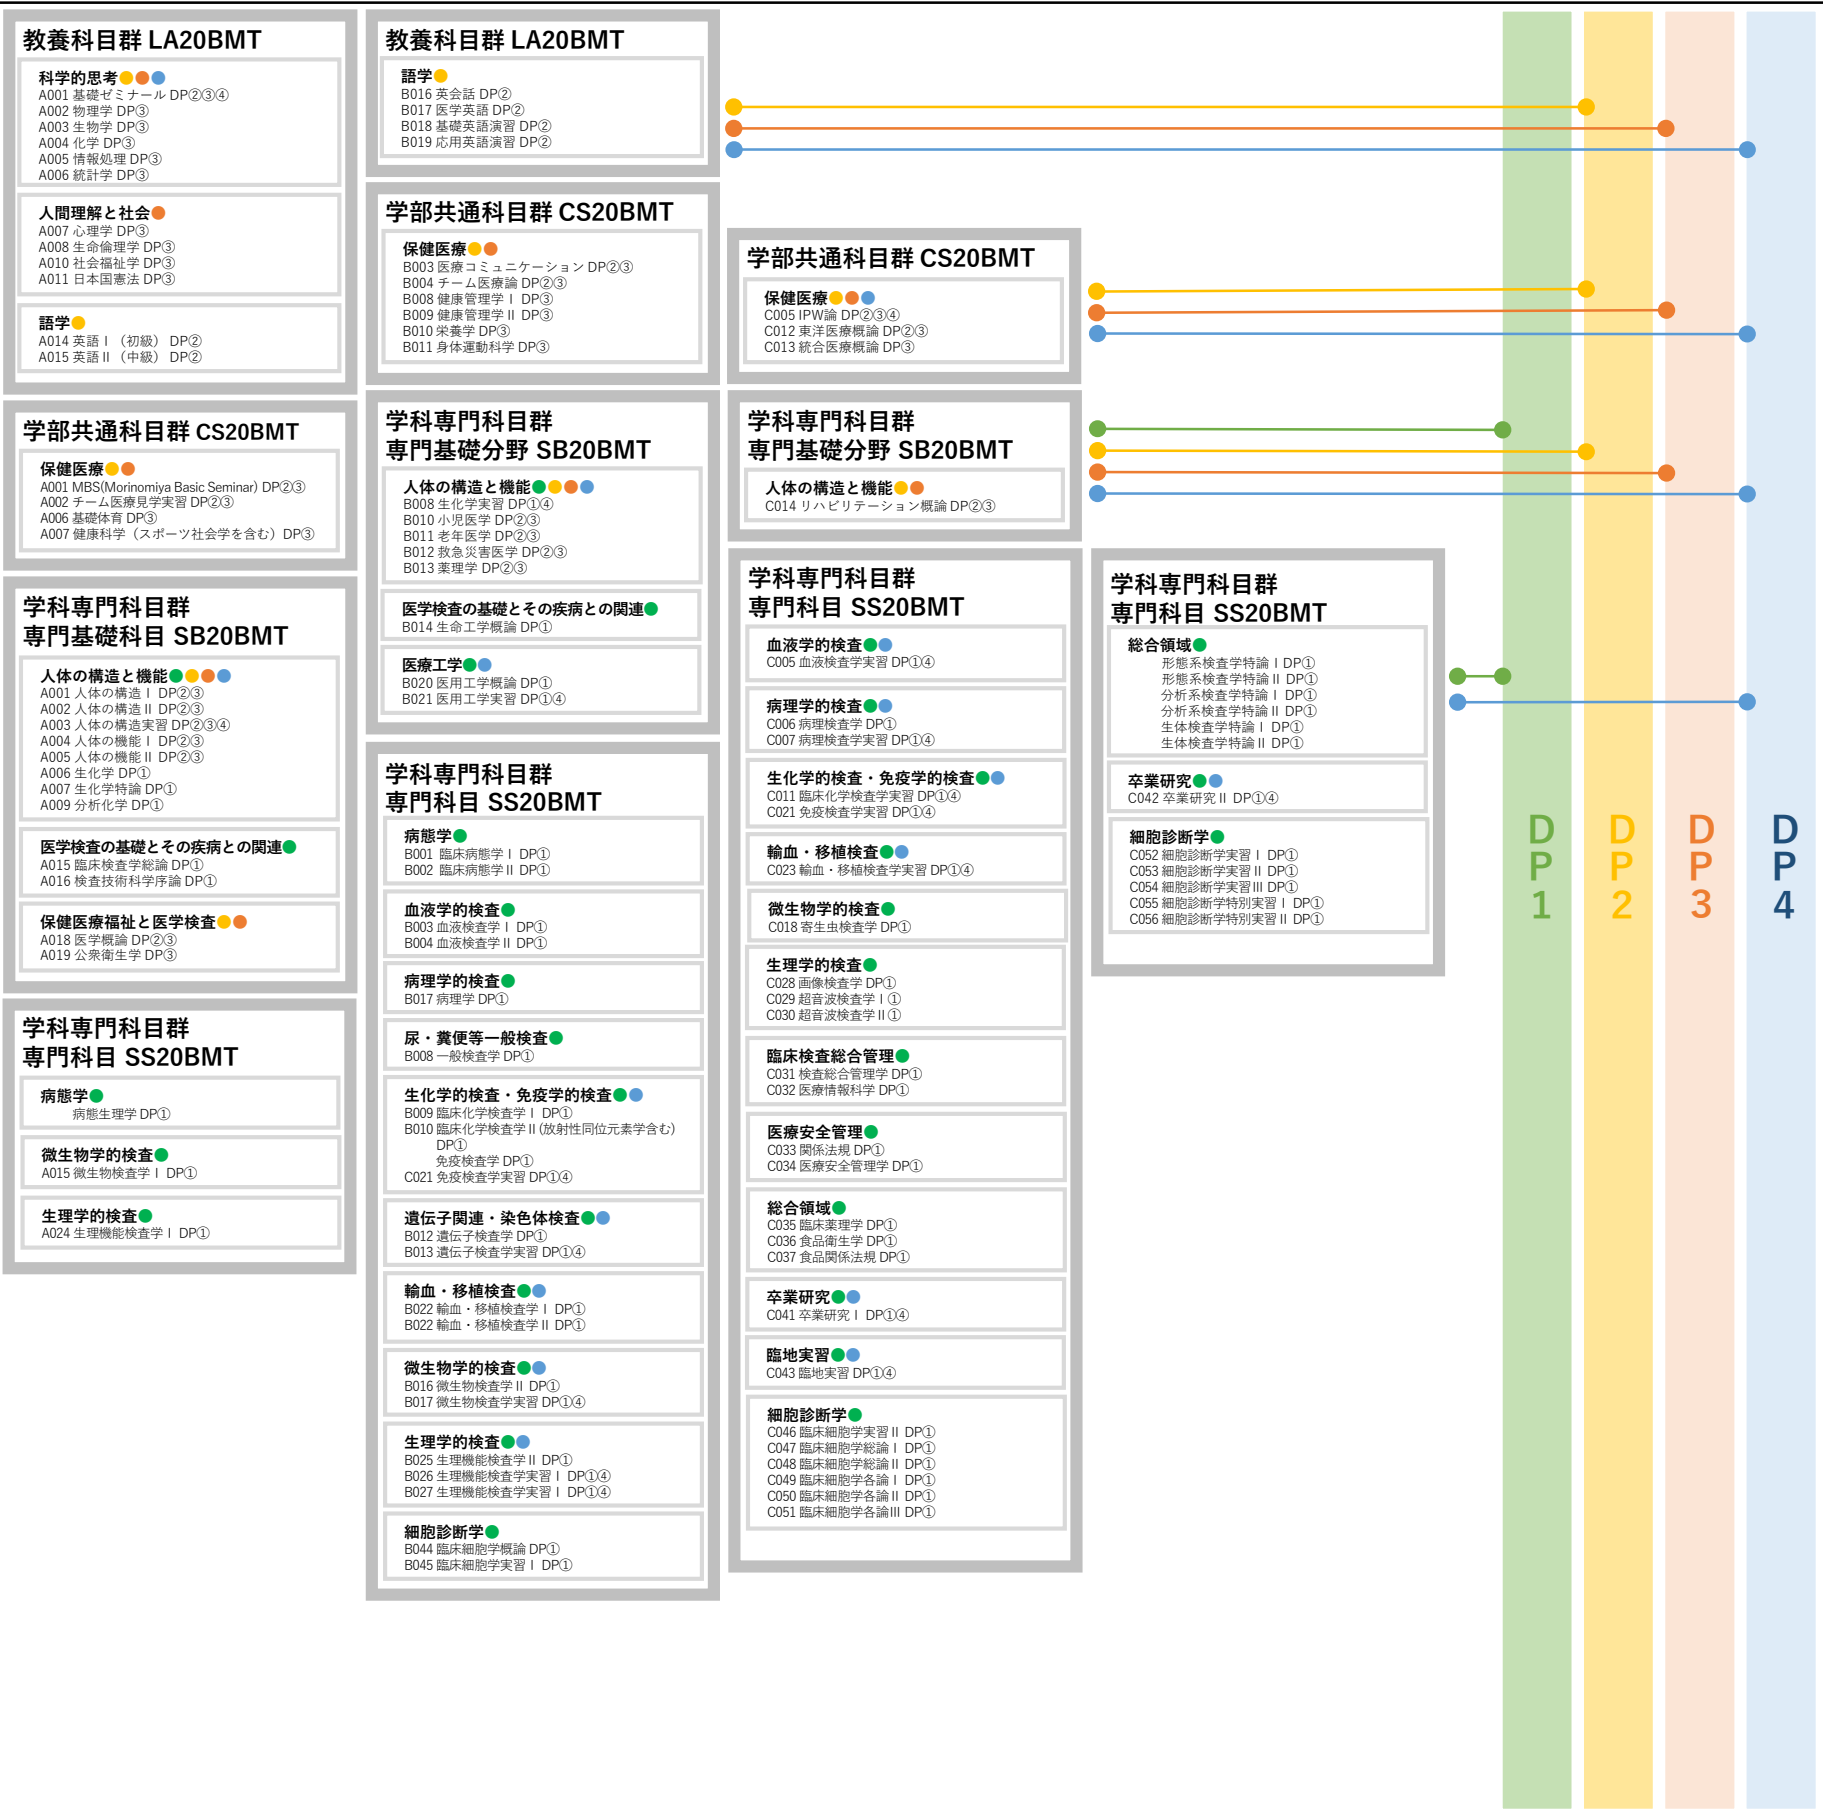 教養科目群 LA20BMT
科学的思考
A001 基礎ゼミナール DP②③④
A002 物理学 DP③
A003 生物学 DP③
A004 化学 DP③
A005 情報処理 DP③
A006 統計学 DP③
人間理解と社会
A007 心理学 DP③
A008 生命倫理学 DP③
A010 社会福祉学 DP③
A011 日本国憲法 DP③
語学
A014 英語Ⅰ（初級） DP②
A015 英語Ⅱ（中級） DP②
学部共通科目群 CS20BMT
保健医療
A001 MBS(Morinomiya Basic Seminar) DP②③
A002 チーム医療見学実習 DP②③
A006 基礎体育 DP③
A007 健康科学（スポーツ社会学を含む）DP③
学科専門科目群
専門基礎科目 SB20BMT
人体の構造と機能
A001 人体の構造Ⅰ DP②③
A002 人体の構造Ⅱ DP②③
A003 人体の構造実習 DP②③④
A004 人体の機能Ⅰ DP②③
A005 人体の機能Ⅱ DP②③
A006 生化学 DP①
A007 生化学特論 DP①
A009 分析化学 DP①
医学検査の基礎とその疾病との関連
A015 臨床検査学総論 DP①
A016 検査技術科学序論 DP①
保健医療福祉と医学検査
A018 医学概論 DP②③
A019 公衆衛生学 DP③
学科専門科目群
専門科目 SS20BMT
病態学
病態生理学 DP①
微生物学的検査
A015 微生物検査学Ⅰ DP①
生理学的検査
A024 生理機能検査学Ⅰ DP①
教養科目群 LA20BMT
語学
B016 英会話 DP②
B017 医学英語 DP②
B018 基礎英語演習 DP②
B019 応用英語演習 DP②
学部共通科目群 CS20BMT
保健医療
B003 医療コミュニケーション DP②③
B004 チーム医療論 DP②③
B008 健康管理学Ⅰ DP③
B009 健康管理学Ⅱ DP③
B010 栄養学 DP③
B011 身体運動科学 DP③
学科専門科目群
専門基礎分野 SB20BMT
人体の構造と機能
B008 生化学実習 DP①④
B010 小児医学 DP②③
B011 老年医学 DP②③
B012 救急災害医学 DP②③
B013 薬理学 DP②③
医学検査の基礎とその疾病との関連
B014 生命工学概論 DP①
医療工学
B020 医用工学概論 DP①
B021 医用工学実習 DP①④
学科専門科目群
専門科目 SS20BMT
病態学
B001 臨床病態学Ⅰ DP①
B002 臨床病態学Ⅱ DP①
血液学的検査
B003 血液検査学Ⅰ DP①
B004 血液検査学Ⅱ DP①
病理学的検査
B017 病理学 DP①
尿・糞便等一般検査
B008 一般検査学 DP①
生化学的検査・免疫学的検査
B009 臨床化学検査学Ⅰ DP①
B010 臨床化学検査学Ⅱ(放射性同位元素学含む)
DP①
免疫検査学 DP①
C021 免疫検査学実習 DP①④
遺伝子関連・染色体検査
B012 遺伝子検査学 DP①
B013 遺伝子検査学実習 DP①④
輸血・移植検査
B022 輸血・移植検査学Ⅰ DP①
B022 輸血・移植検査学Ⅱ DP①
微生物学的検査
B016 微生物検査学Ⅱ DP①
B017 微生物検査学実習 DP①④
生理学的検査
B025 生理機能検査学Ⅱ DP①
B026 生理機能検査学実習Ⅰ DP①④
B027 生理機能検査学実習Ⅰ DP①④
細胞診断学
B044 臨床細胞学概論 DP①
B045 臨床細胞学実習Ⅰ DP①
学部共通科目群 CS20BMT
保健医療
C005 IPW論 DP②③④
C012 東洋医療概論 DP②③
C013 統合医療概論 DP③
学科専門科目群
専門基礎分野 SB20BMT
人体の構造と機能
C014 リハビリテーション概論 DP②③
学科専門科目群
専門科目 SS20BMT
血液学的検査
C005 血液検査学実習 DP①④
病理学的検査
C006 病理検査学 DP①
C007 病理検査学実習 DP①④
生化学的検査・免疫学的検査
C011 臨床化学検査学実習 DP①④
C021 免疫検査学実習 DP①④
輸血・移植検査
C023 輸血・移植検査学実習 DP①④
微生物学的検査
C018 寄生虫検査学 DP①
生理学的検査
C028 画像検査学 DP①
C029 超音波検査学Ⅰ①
C030 超音波検査学Ⅱ①
臨床検査総合管理
C031 検査総合管理学 DP①
C032 医療情報科学 DP①
医療安全管理
C033 関係法規 DP①
C034 医療安全管理学 DP①
総合領域
C035 臨床薬理学 DP①
C036 食品衛生学 DP①
C037 食品関係法規 DP①
卒業研究
C041 卒業研究Ⅰ DP①④
臨地実習
C043 臨地実習 DP①④
細胞診断学
C046 臨床細胞学実習Ⅱ DP①
C047 臨床細胞学総論Ⅰ DP①
C048 臨床細胞学総論Ⅱ DP①
C049 臨床細胞学各論Ⅰ DP①
C050 臨床細胞学各論Ⅱ DP①
C051 臨床細胞学各論Ⅲ DP①
学科専門科目群
専門科目 SS20BMT
総合領域
形態系検査学特論Ⅰ DP①
形態系検査学特論Ⅱ DP①
分析系検査学特論Ⅰ DP①
分析系検査学特論Ⅱ DP①
生体検査学特論Ⅰ DP①
生体検査学特論Ⅱ DP①
卒業研究
C042 卒業研究Ⅱ DP①④
細胞診断学
C052 細胞診断学実習Ⅰ DP①
C053 細胞診断学実習Ⅱ DP①
C054 細胞診断学実習Ⅲ DP①
C055 細胞診断学特別実習Ⅰ DP①
C056 細胞診断学特別実習Ⅱ DP①
DP1
DP2
DP3
DP4